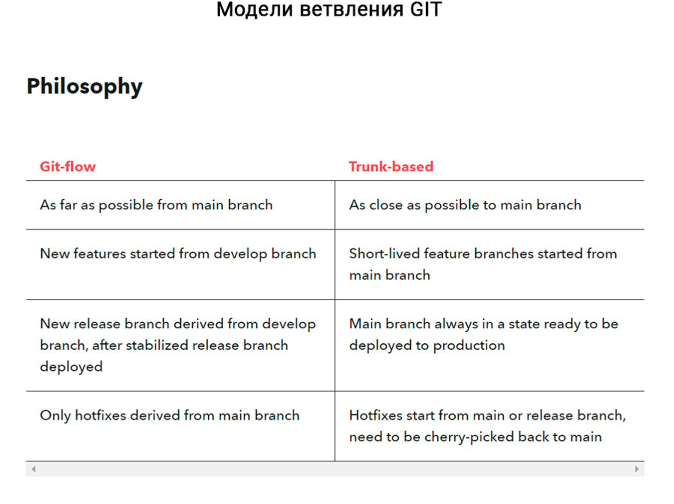 Модели ветвления GIT
Philosophy
Git-flow
Trunk-based
As far as possible from main branch
As close as possible to main branch
New features started from develop branch
Short-lived feature branches started from
main branch
New release branch derived from develop
branch, after stabilized release branch
deployed
Main branch always in a state ready to be
deployed to production
Only hotfixes derived from main branch
Hotfixes start from main or release branch,
need to be cherry-picked back to main